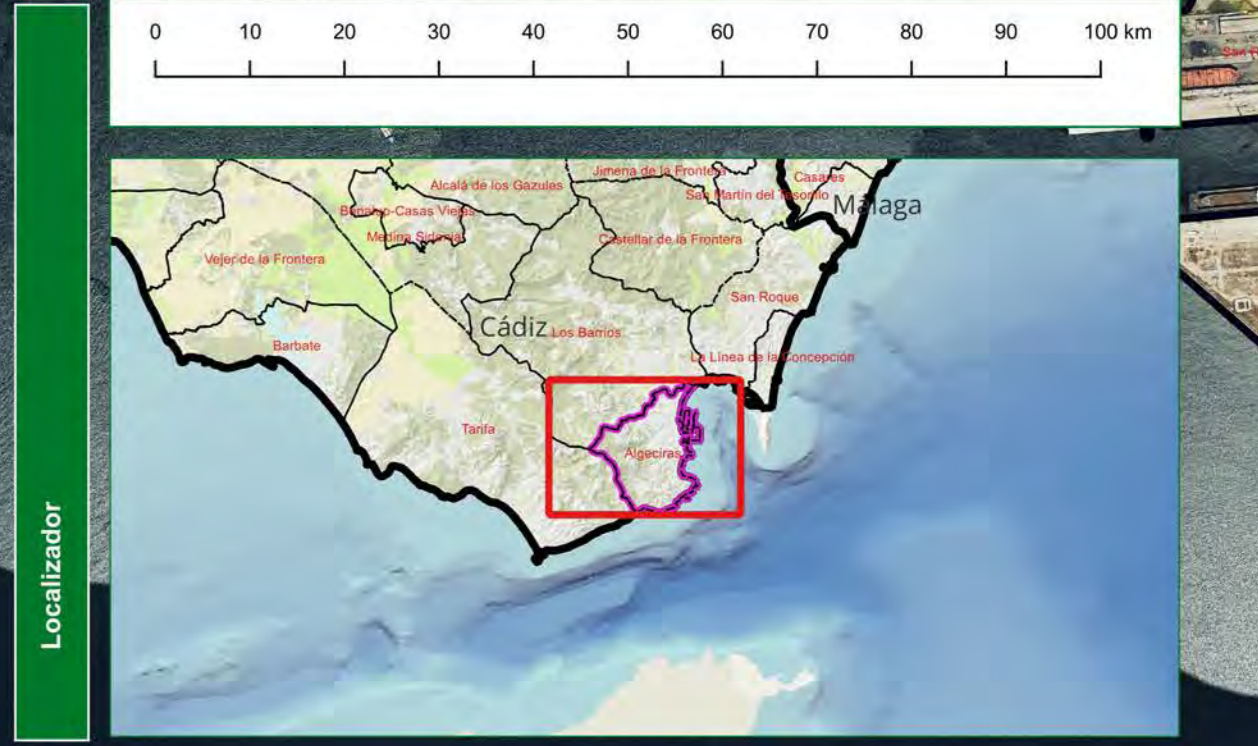 0 10 20 30 40 50 60 70 80 90 100 km
Localizador
Jimena de la Frontera
Casares
Alcalá de los Gazules
San Martín del Tesorillo
Málaga
Benalup-Casas Viejas
Medina Sidonia
Castellar de la Frontera
Vejer de la Frontera
San Roque
Cádiz
Los Barrios
Barbate
La Línea de la Concepción
Tarifa
Algeciras